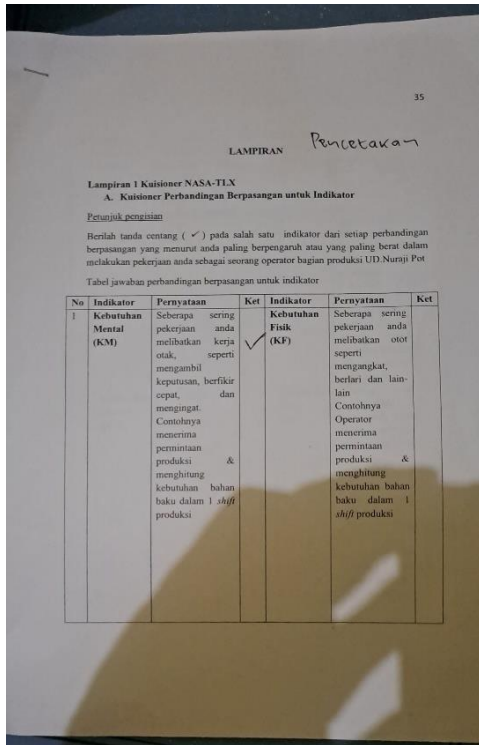 35
Pencetakan
LAMPIRAN
Lampiran 1 Kuisioner NASA-TLX
A. Kuisioner Perbandingan Berpasangan untuk Indikator
Petunjuk pengisian
Berilah tanda centang ( ✓ ) pada salah satu indikator dari setiap perbandingan
berpasangan yang menurut anda paling berpengaruh atau yang paling berat dalam
melakukan pekerjaan anda sebagai seorang operator bagian produksi UD.Nuraji Pot
Tabel jawaban perbandingan berpasangan untuk indikator
No Indikator Pernyataan Ket Indikator Pernyataan Ket
1
Kebutuhan
Mental
(KM)
Seberapa sering
pekerjaan anda
melibatkan kerja
otak, seperti
mengambil
keputusan, berfikir
cepat, dan
mengingat.
Contohnya
menerima
permintaan
produksi &
menghitung
kebutuhan bahan
baku dalam 1 shift
produksi
✓
Kebutuhan
Fisik
(KF)
Seberapa sering
pekerjaan anda
melibatkan otot
seperti
mengangkat,
berlari dan lain-
lain
Contohnya
Operator
menerima
permintaan
produksi &
menghitung
kebutuhan bahan
baku dalam 1
shift produksi